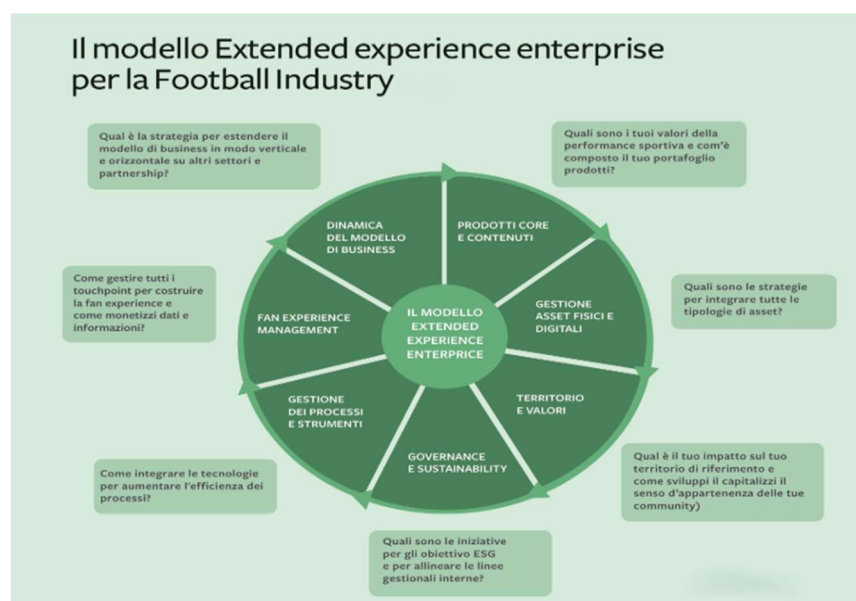 Il modello Extended experience enterprise
per la Football Industry
Qual è la strategia per estendere il
modello di business in modo verticale
e orizzontale su altri settori e
partnership?
Quali sono i tuoi valori della
performance sportiva e com'è
composto il tuo portafoglio
prodotti?
DINAMICA
DEL MODELLO
DI BUSINESS
PRODOTTI CORE
E CONTENUTI
Come gestire tutti i
touchpoint per costruire
la fan experience e
come monetizzi dati e
informazioni?
FAN EXPERIENCE
MANAGEMENT
IL MODELLO
EXTENDED
EXPERIENCE
ENTERPRICE
GESTIONE
ASSET FISICI E
DIGITALI
Quali sono le strategie
per integrare tutte le
tipologie di asset?
GESTIONE
DEI PROCESSI
E STRUMENTI
TERRITORIO
E VALORI
GOVERNANCE
E SUSTAINABILITY
Come integrare le tecnologie
per aumentare l'efficienza dei
processi?
Qual è il tuo impatto sul tuo
territorio di riferimento e
come sviluppi il capitalizzi il
senso d'appartenenza delle tue
community)
Quali sono le iniziative
per gli obiettivo ESG
e per allineare le linee
gestionali interne?